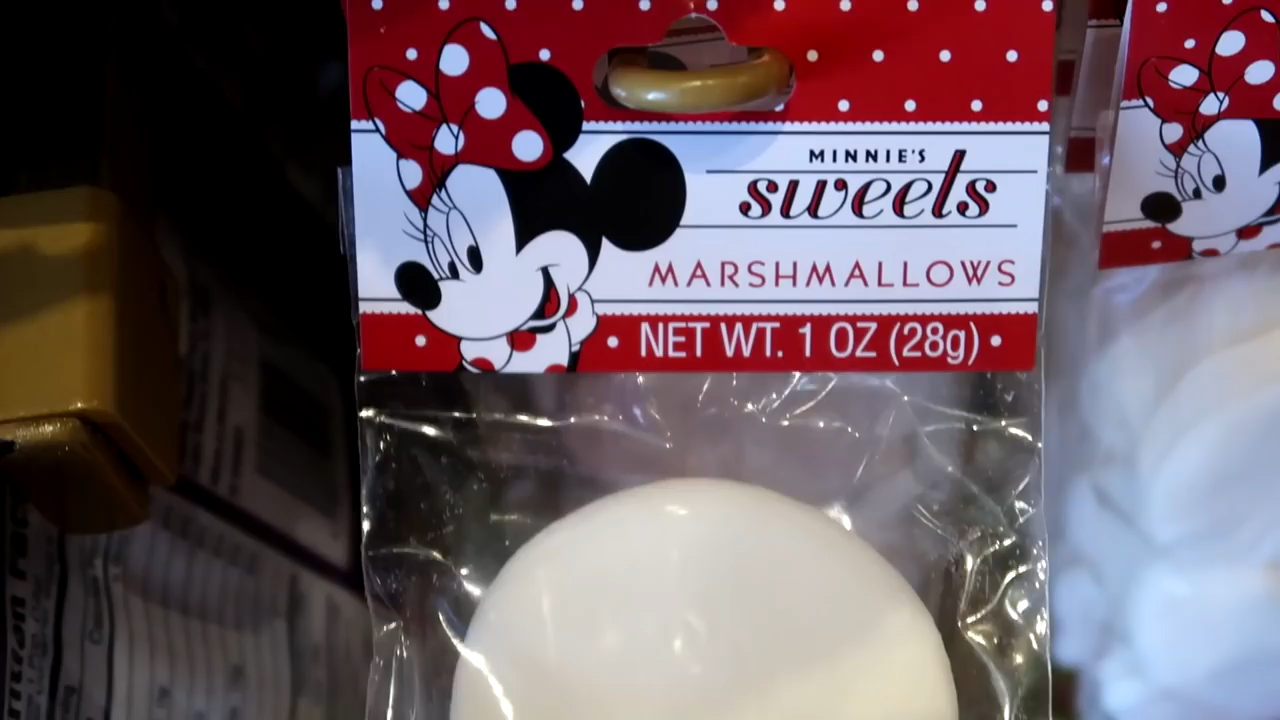 MINNIE'S
sweets
MARSHMALLOWS
• NET WT. 1 OZ (28g) •